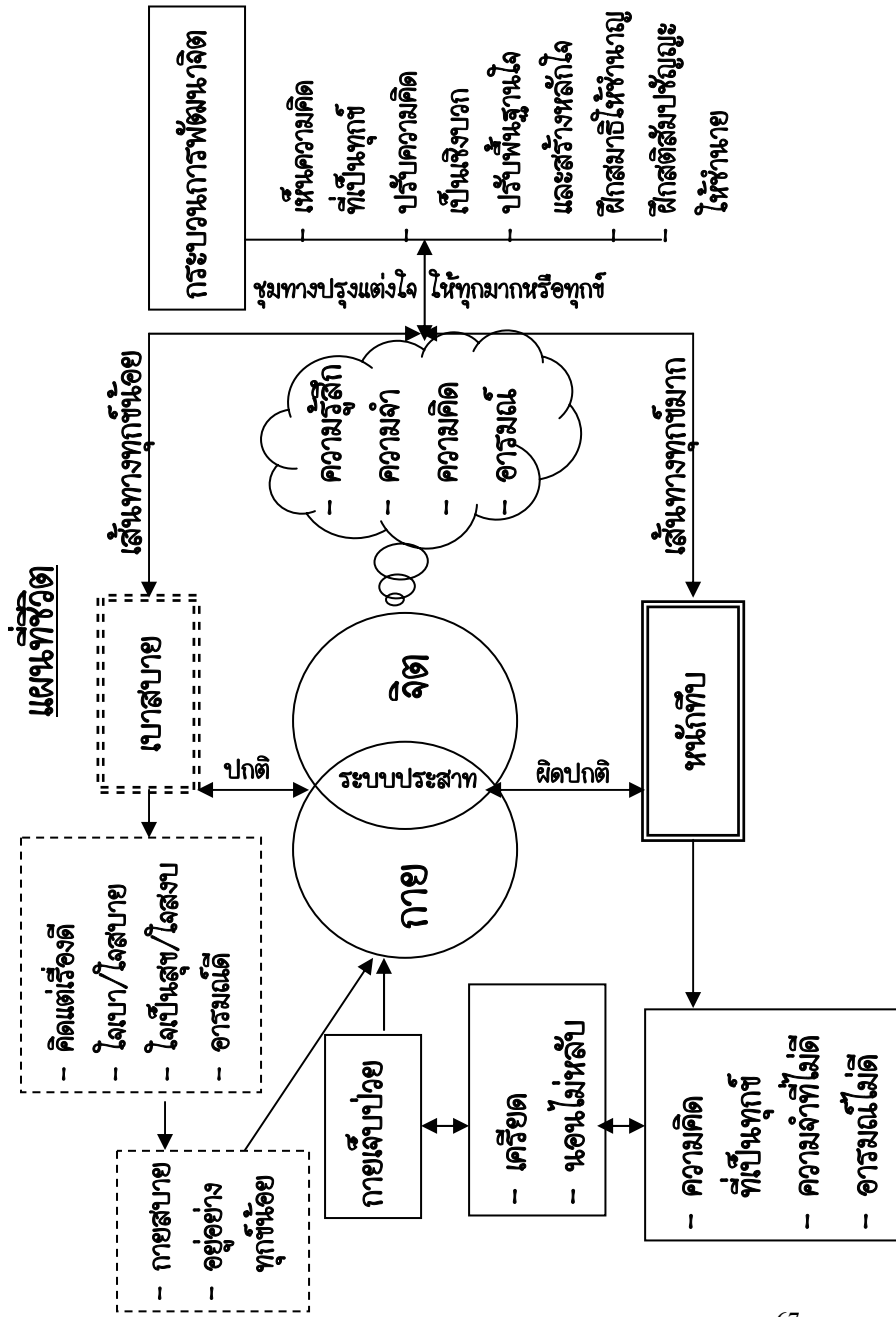 แผนที่ชีวิต
กายสบาย
- อยู่อย่าง
ทุกข์น้อย
- คิดแต่เรื่องดี
- ใจเบา/ใจสบาย
- ใจเป็นสุข/ใจสงบ
- อารมณ์ดี
เบาสบาย
เส้นทางทุกข์น้อย
กระบวนการพัฒนาจิต
- เห็นความคิด
ที่เป็นทุกข์
- ปรับความคิด
เป็นเชิงบวก
- ปรับพื้นฐานใจ
และสร้างหลักใจ
- ฝึกสมาธิให้ชำนาญ
- ฝึกสติสัมปชัญญะ
ให้ชำนาย
ปกติ
กายเจ็บป่วย
กาย
ระบบประสาท
จิต
- ความรู้สึก
- ความจำ
- ความคิด
- อารมณ์
ชุมทางปรุงแต่งใจ
ให้ทุกมากหรือทุกข์
ผิดปกติ
- เครียด
- นอนไม่หลับ
- ความคิด
ที่เป็นทุกข์
- ความจำที่ไม่ดี
- อารมณ์ไม่ดี
หนักทึบ
เส้นทางทุกข์มาก